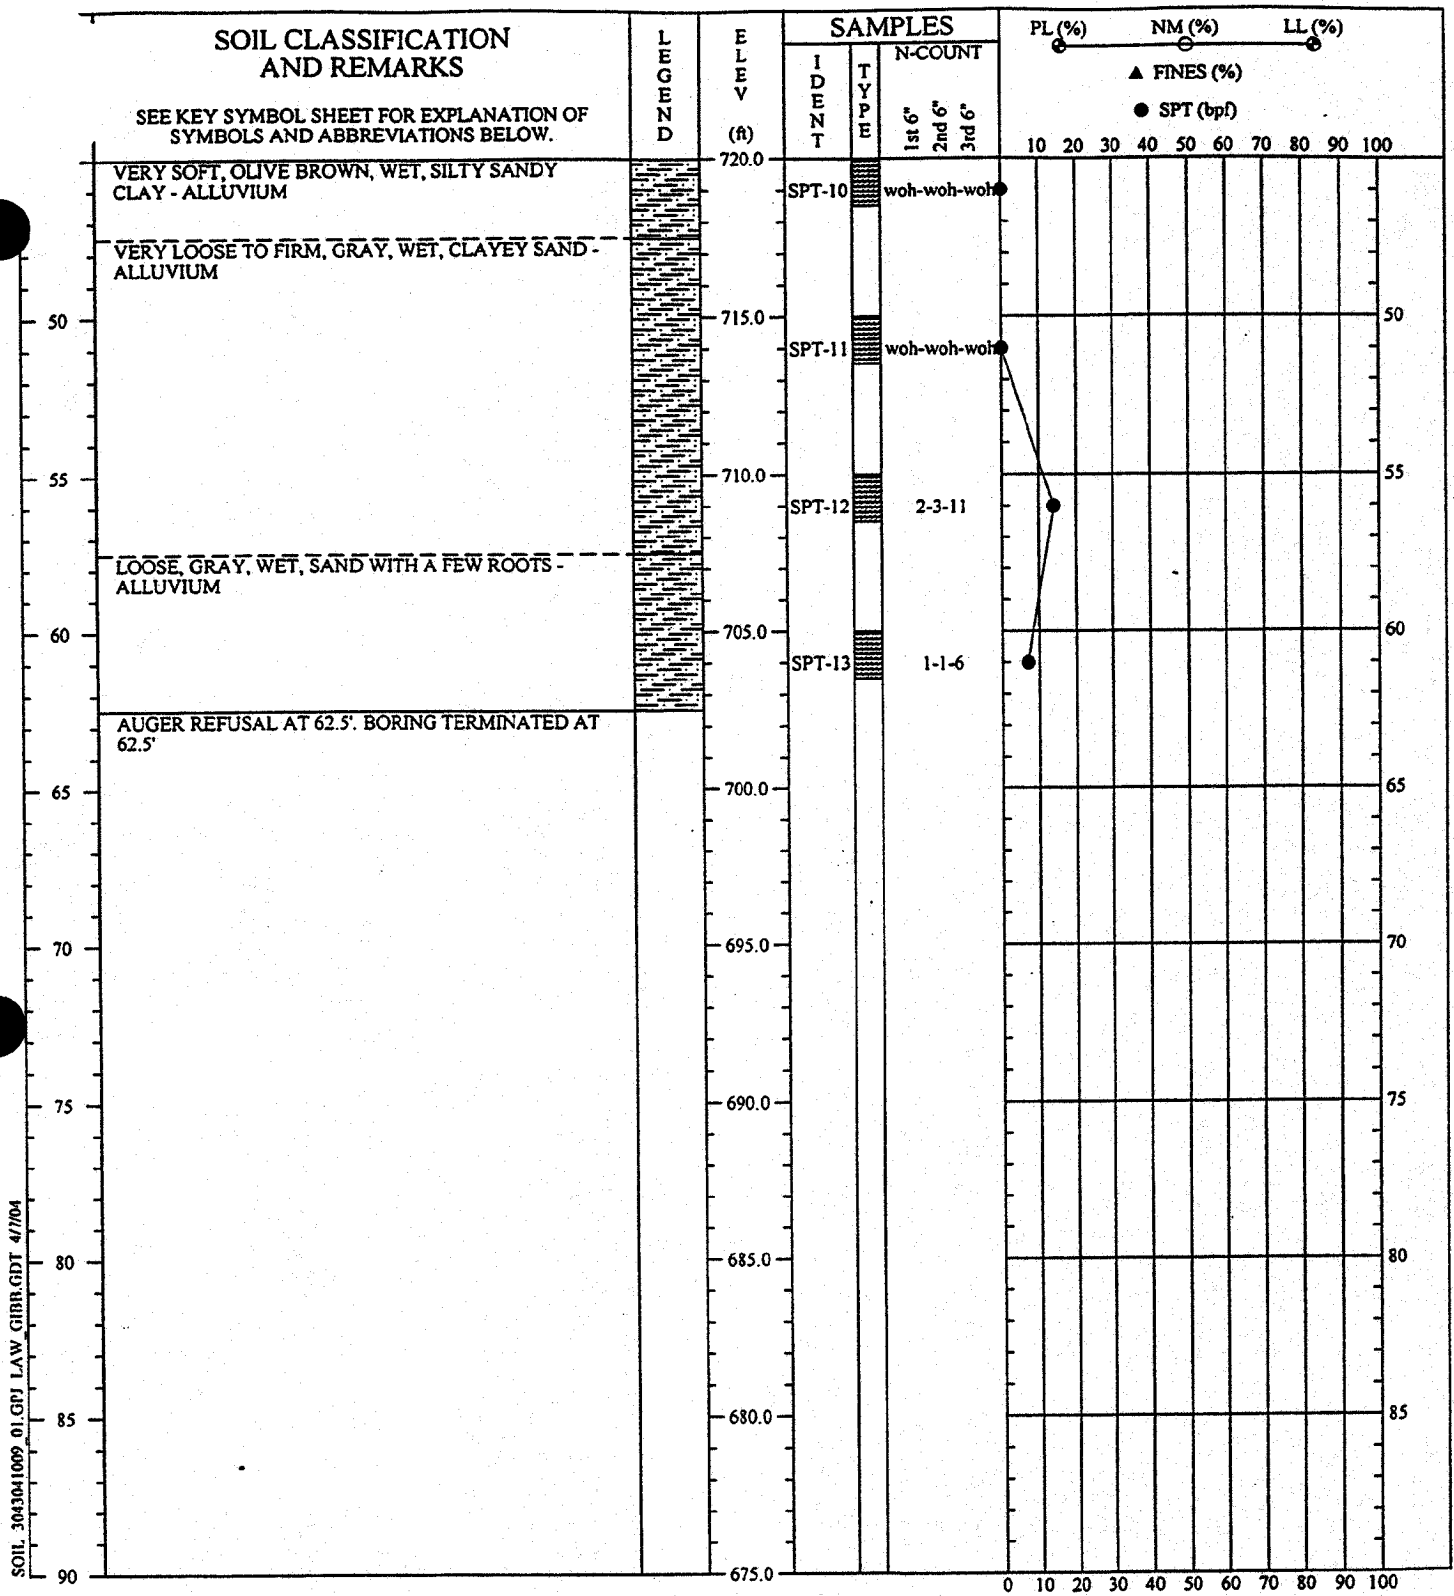 SOIL CLASSIFICATION
AND REMARKS
SEE KEY SYMBOL SHEET FOR EXPLANATION OF
SYMBOLS AND ABBREVIATIONS BELOW.
LEGEND
ELEV
(ft)
SAMPLES
IDENT
TYPE
N-COUNT
1st 6"
2nd 6"
3rd 6"
PL (%) NM (%) LL (%)
▲ FINES (%)
● SPT (bpf)
10 20 30 40 50 60 70 80 90 100
720.0
VERY SOFT, OLIVE BROWN, WET, SILTY SANDY
CLAY - ALLUVIUM
SPT-10 woh-woh-woh
VERY LOOSE TO FIRM, GRAY, WET, CLAYEY SAND -
ALLUVIUM
50 715.0 50
SPT-11 woh-woh-woh
55 710.0 55
SPT-12 2-3-11
LOOSE, GRAY, WET, SAND WITH A FEW ROOTS -
ALLUVIUM
60 705.0 60
SPT-13 1-1-6
AUGER REFUSAL AT 62.5'. BORING TERMINATED AT
62.5'
65 700.0 65
70 695.0 70
75 690.0 75
80 685.0 80
85 680.0 85
90 675.0
0 10 20 30 40 50 60 70 80 90 100
SOIL 3043041009_01.GPJ LAW_GIBB.GDT 4/7/04